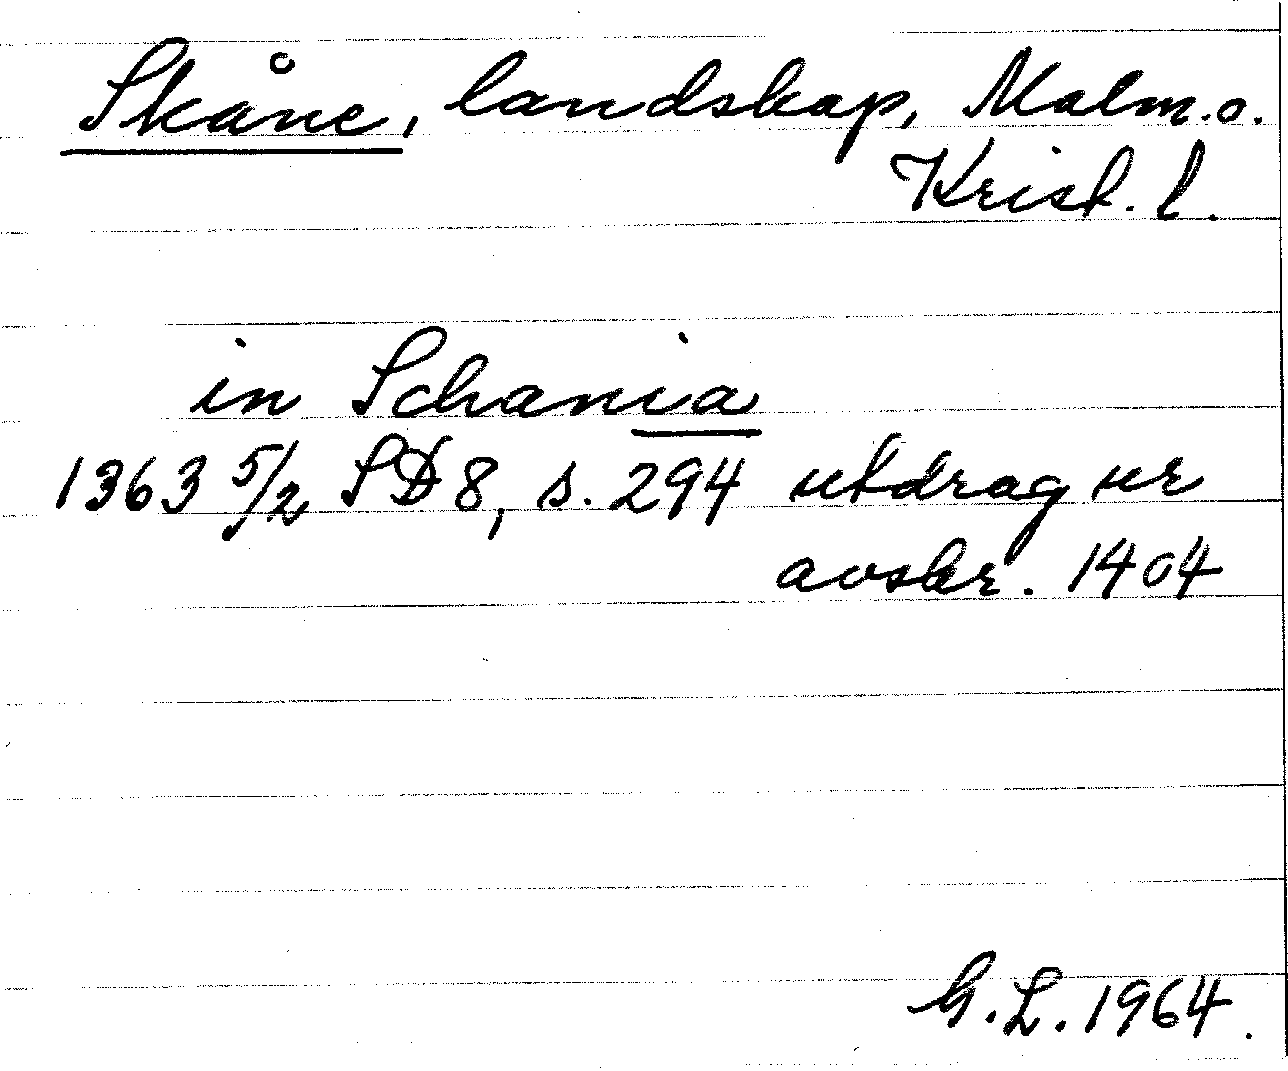 Skåne, landskap, Malm. o.
Krist. l.
in Schania
1363 5/2 SD 8, s. 294 utdrag ur
avskr. 1404
G. L. 1964.